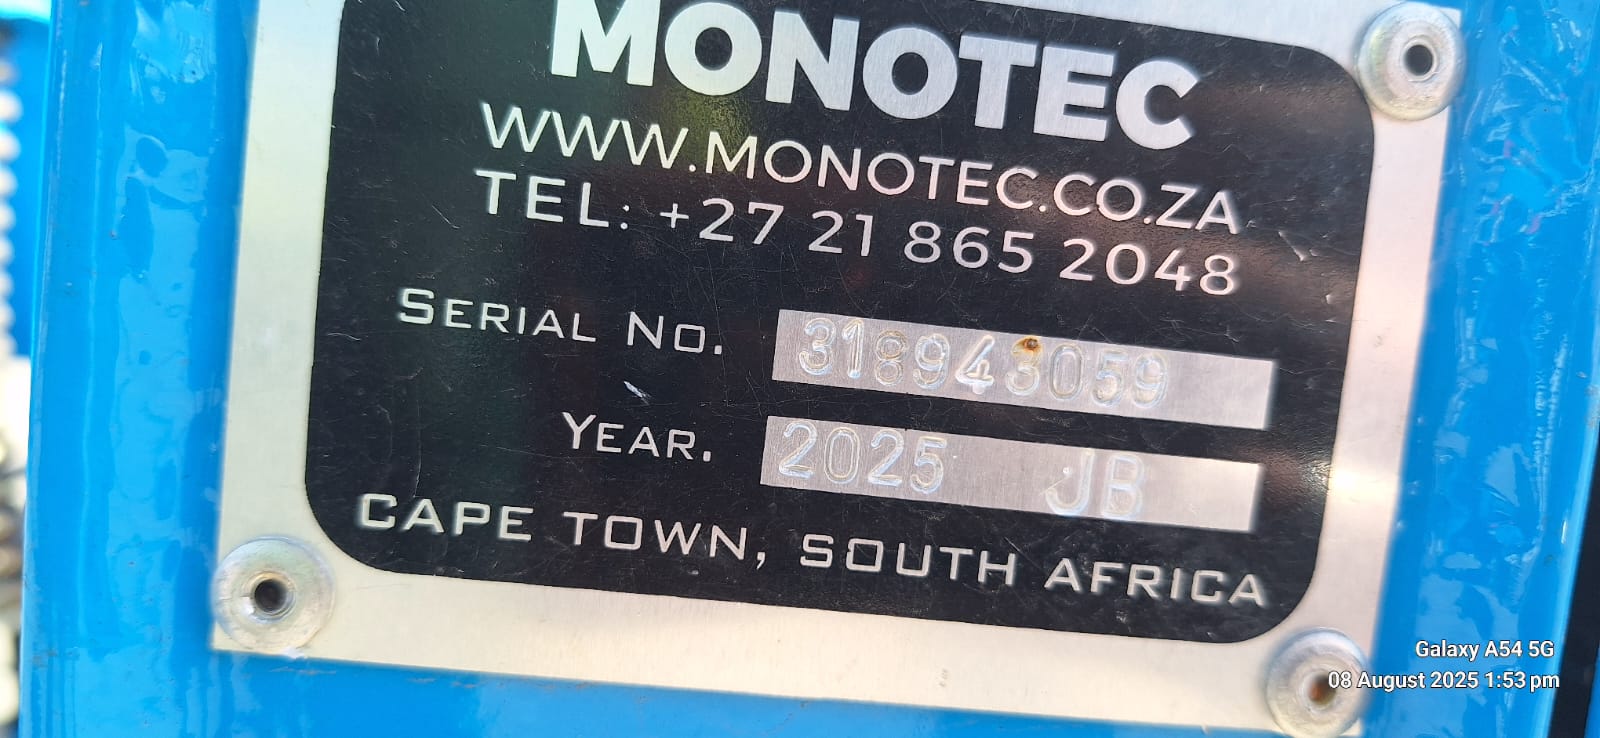 MONOTEC
WWW.MONOTEC.CO.ZA
TEL: +27 21 865 2048
SERIAL NO. 318943059
YEAR. 2025 JB
CAPE TOWN, SOUTH AFRICA
Galaxy A54 5G
08 August 2025 1:53 pm